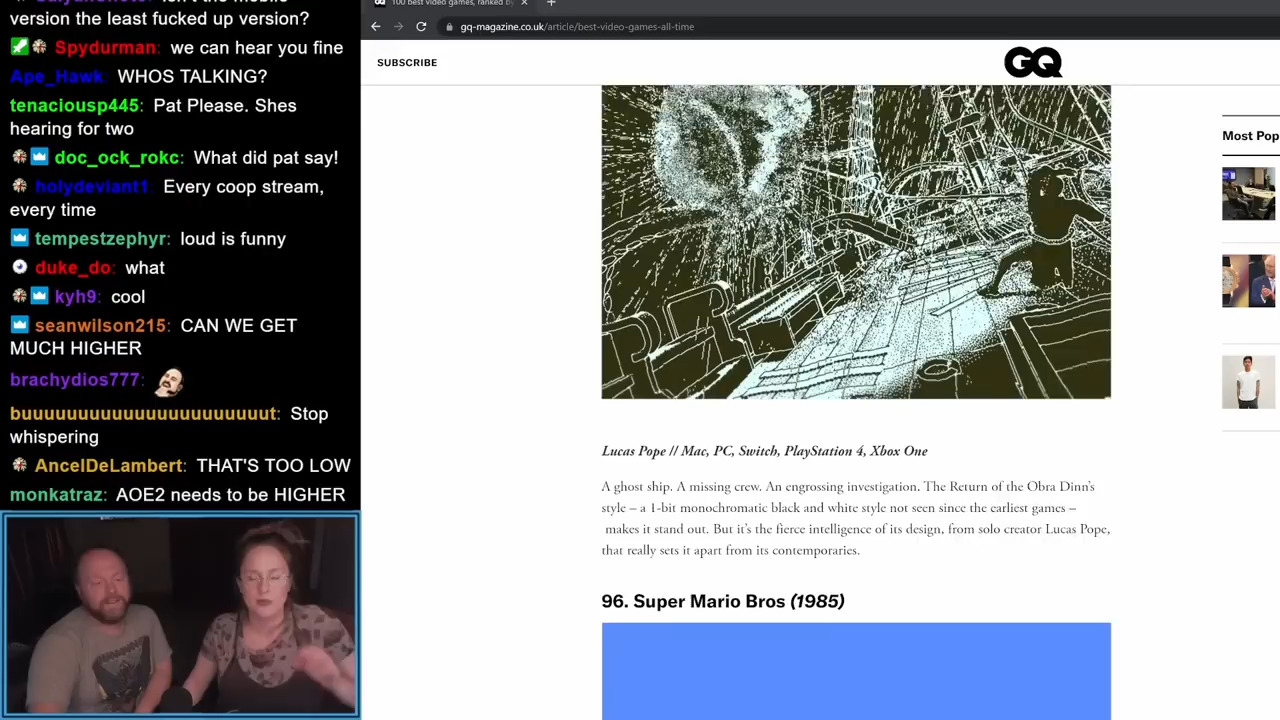 version the least fucked up version?
Spydurman: we can hear you fine
Ape_Hawk: WHOS TALKING?
tenaciousp445: Pat Please. Shes
hearing for two
doc_ock_rokc: What did pat say!
holydeviant1: Every coop stream,
every time
tempestzephyr: loud is funny
duke_do: what
kyh9: cool
seanwilson215: CAN WE GET
MUCH HIGHER
brachydios777:
buuuuuuuuuuuuuuuuuuuuut: Stop
whispering
AncelDeLambert: THAT'S TOO LOW
monkatraz: AOE2 needs to be HIGHER
100 best video games, ranked by
gq-magazine.co.uk/article/best-video-games-all-time
SUBSCRIBE
GQ
Most Pop
Lucas Pope // Mac, PC, Switch, PlayStation 4, Xbox One
A ghost ship. A missing crew. An engrossing investigation. The Return of the Obra Dinn's
style – a 1-bit monochromatic black and white style not seen since the earliest games –
makes it stand out. But it's the fierce intelligence of its design, from solo creator Lucas Pope,
that really sets it apart from its contemporaries.
96. Super Mario Bros (1985)